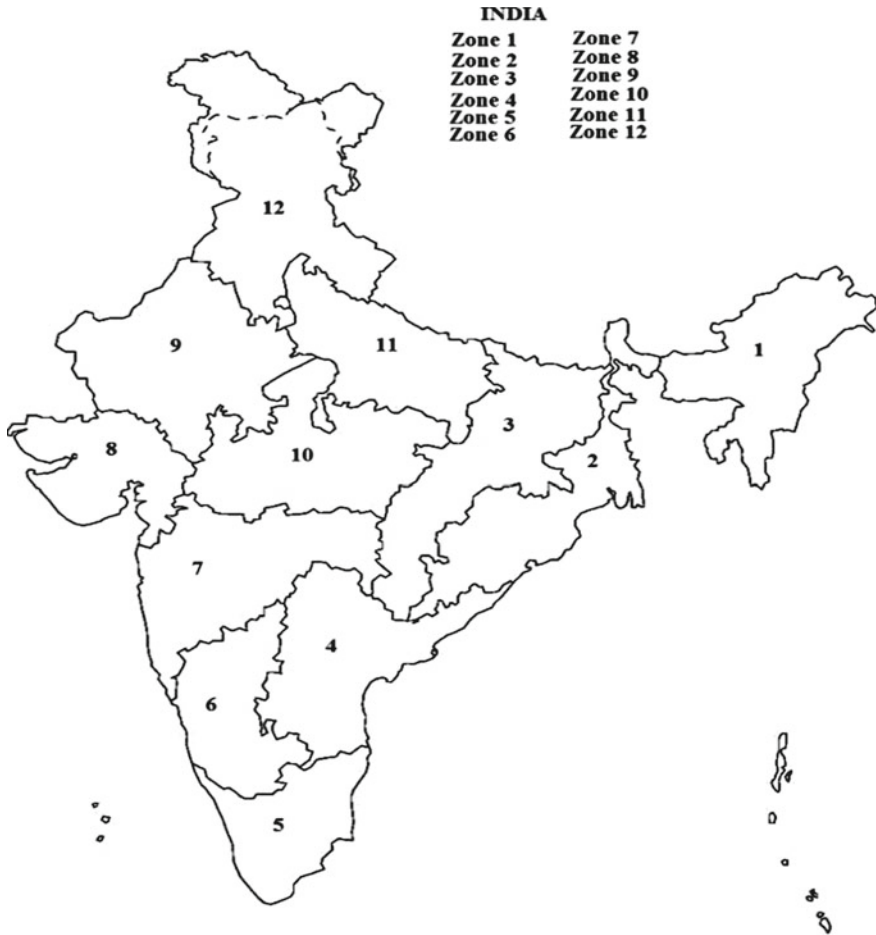 INDIA
Zone 1
Zone 2
Zone 3
Zone 4
Zone 5
Zone 6
Zone 7
Zone 8
Zone 9
Zone 10
Zone 11
Zone 12
12
9
11
1
8
10
3
2
7
4
6
5